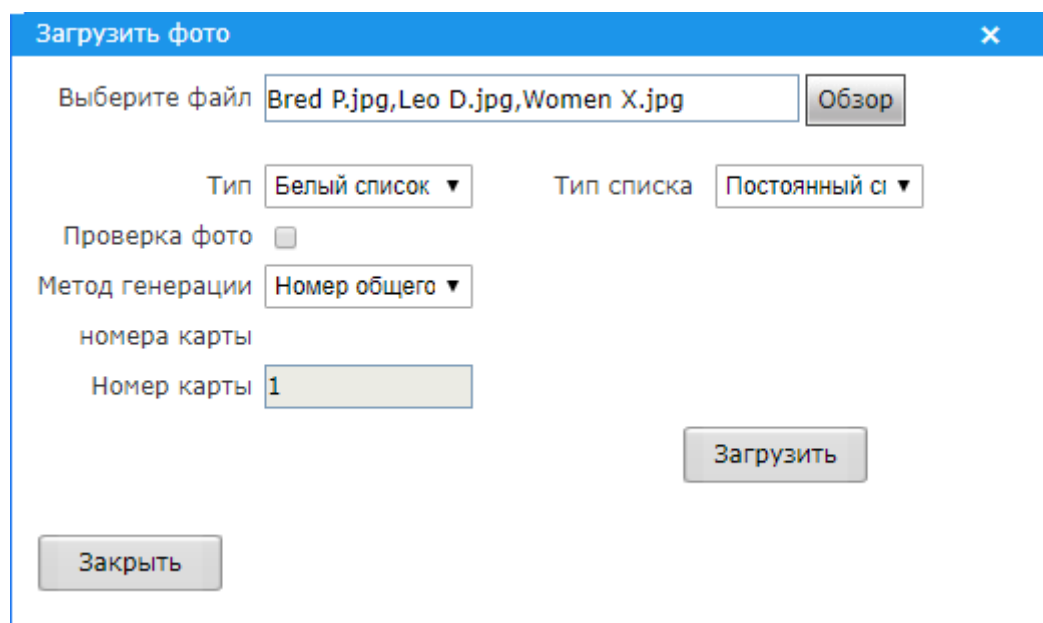 Загрузить фото ×
Выберите файл Bred P.jpg,Leo D.jpg,Women X.jpg Обзор
Тип Белый список ▼ Тип списка Постоянный сп ▼
Проверка фото
Метод генерации Номер общего ▼
номера карты
Номер карты 1
Загрузить
Закрыть